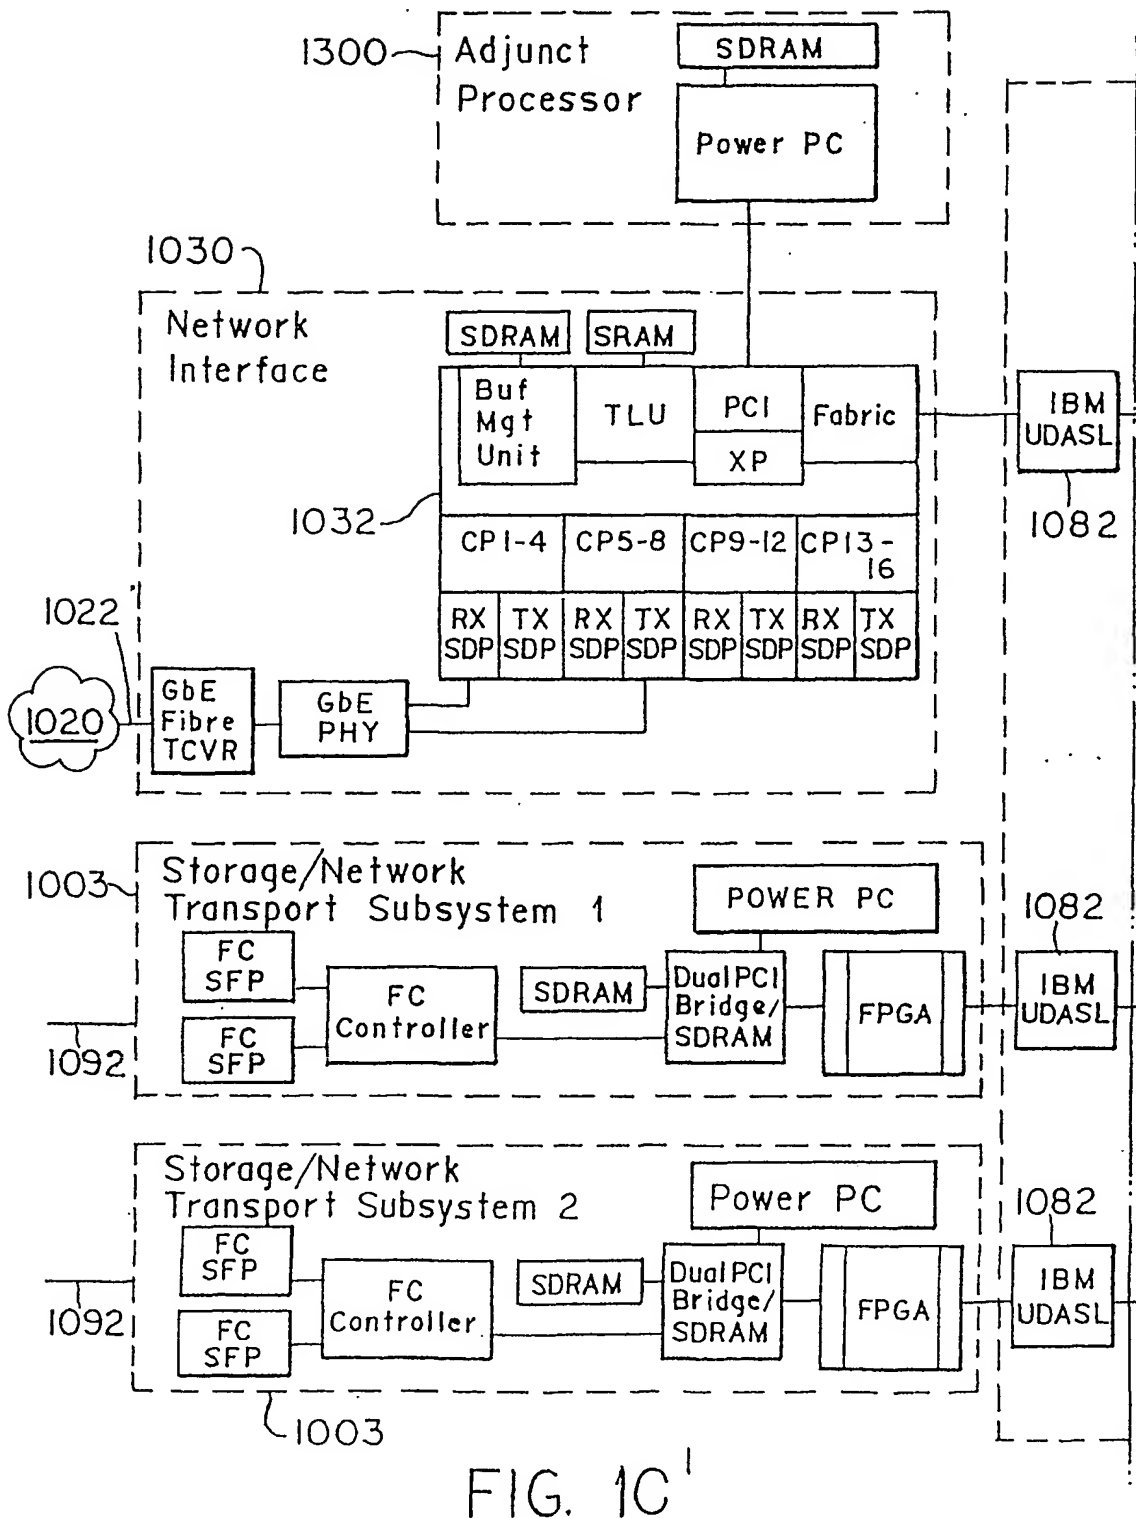 1300
Adjunct
Processor
SDRAM
Power PC
1030
Network
Interface
SDRAM
SRAM
Buf
Mgt
Unit
TLU
PCI
XP
Fabric
IBM
UDASL
1082
1032
CP1-4
CP5-8
CP9-12
CP13-
16
RX
SDP
TX
SDP
RX
SDP
TX
SDP
RX
SDP
TX
SDP
RX
SDP
TX
SDP
1022
1020
GbE
Fibre
TCVR
GbE
PHY
1003
Storage/Network
Transport Subsystem 1
POWER PC
1082
FC
SFP
FC
SFP
FC
Controller
SDRAM
Dual PCI
Bridge/
SDRAM
FPGA
IBM
UDASL
1092
Storage/Network
Transport Subsystem 2
Power PC
1082
FC
SFP
FC
SFP
FC
Controller
SDRAM
Dual PCI
Bridge/
SDRAM
FPGA
IBM
UDASL
1092
1003
FIG. 1C'